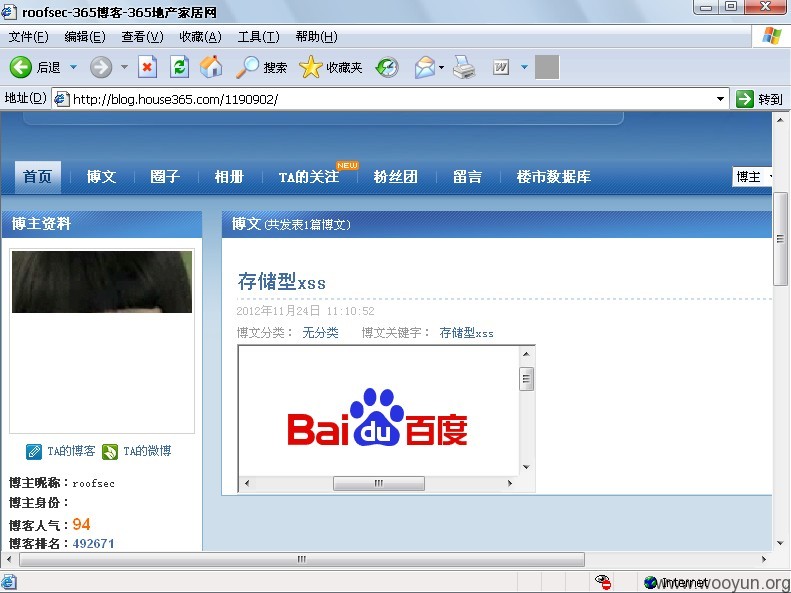 roofsec-365博客-365地产家居网
文件(F) 编辑(E) 查看(V) 收藏(A) 工具(T) 帮助(H)
后退 搜索 收藏夹
地址(D) http://blog.house365.com/1190902/ 转到
首页 博文 圈子 相册 TA的关注 NEW 粉丝团 留言 楼市数据库 博主
博主资料
博文 (共发表1篇博文)
存储型xss
2012年11月24日 11:10:52
博文分类： 无分类 博文关键字： 存储型xss
Bai du 百度
TA的博客 TA的微博
博主昵称：roofsec
博主身份：
博客人气：94
博客排名：492671
Internet
www.wooyun.org